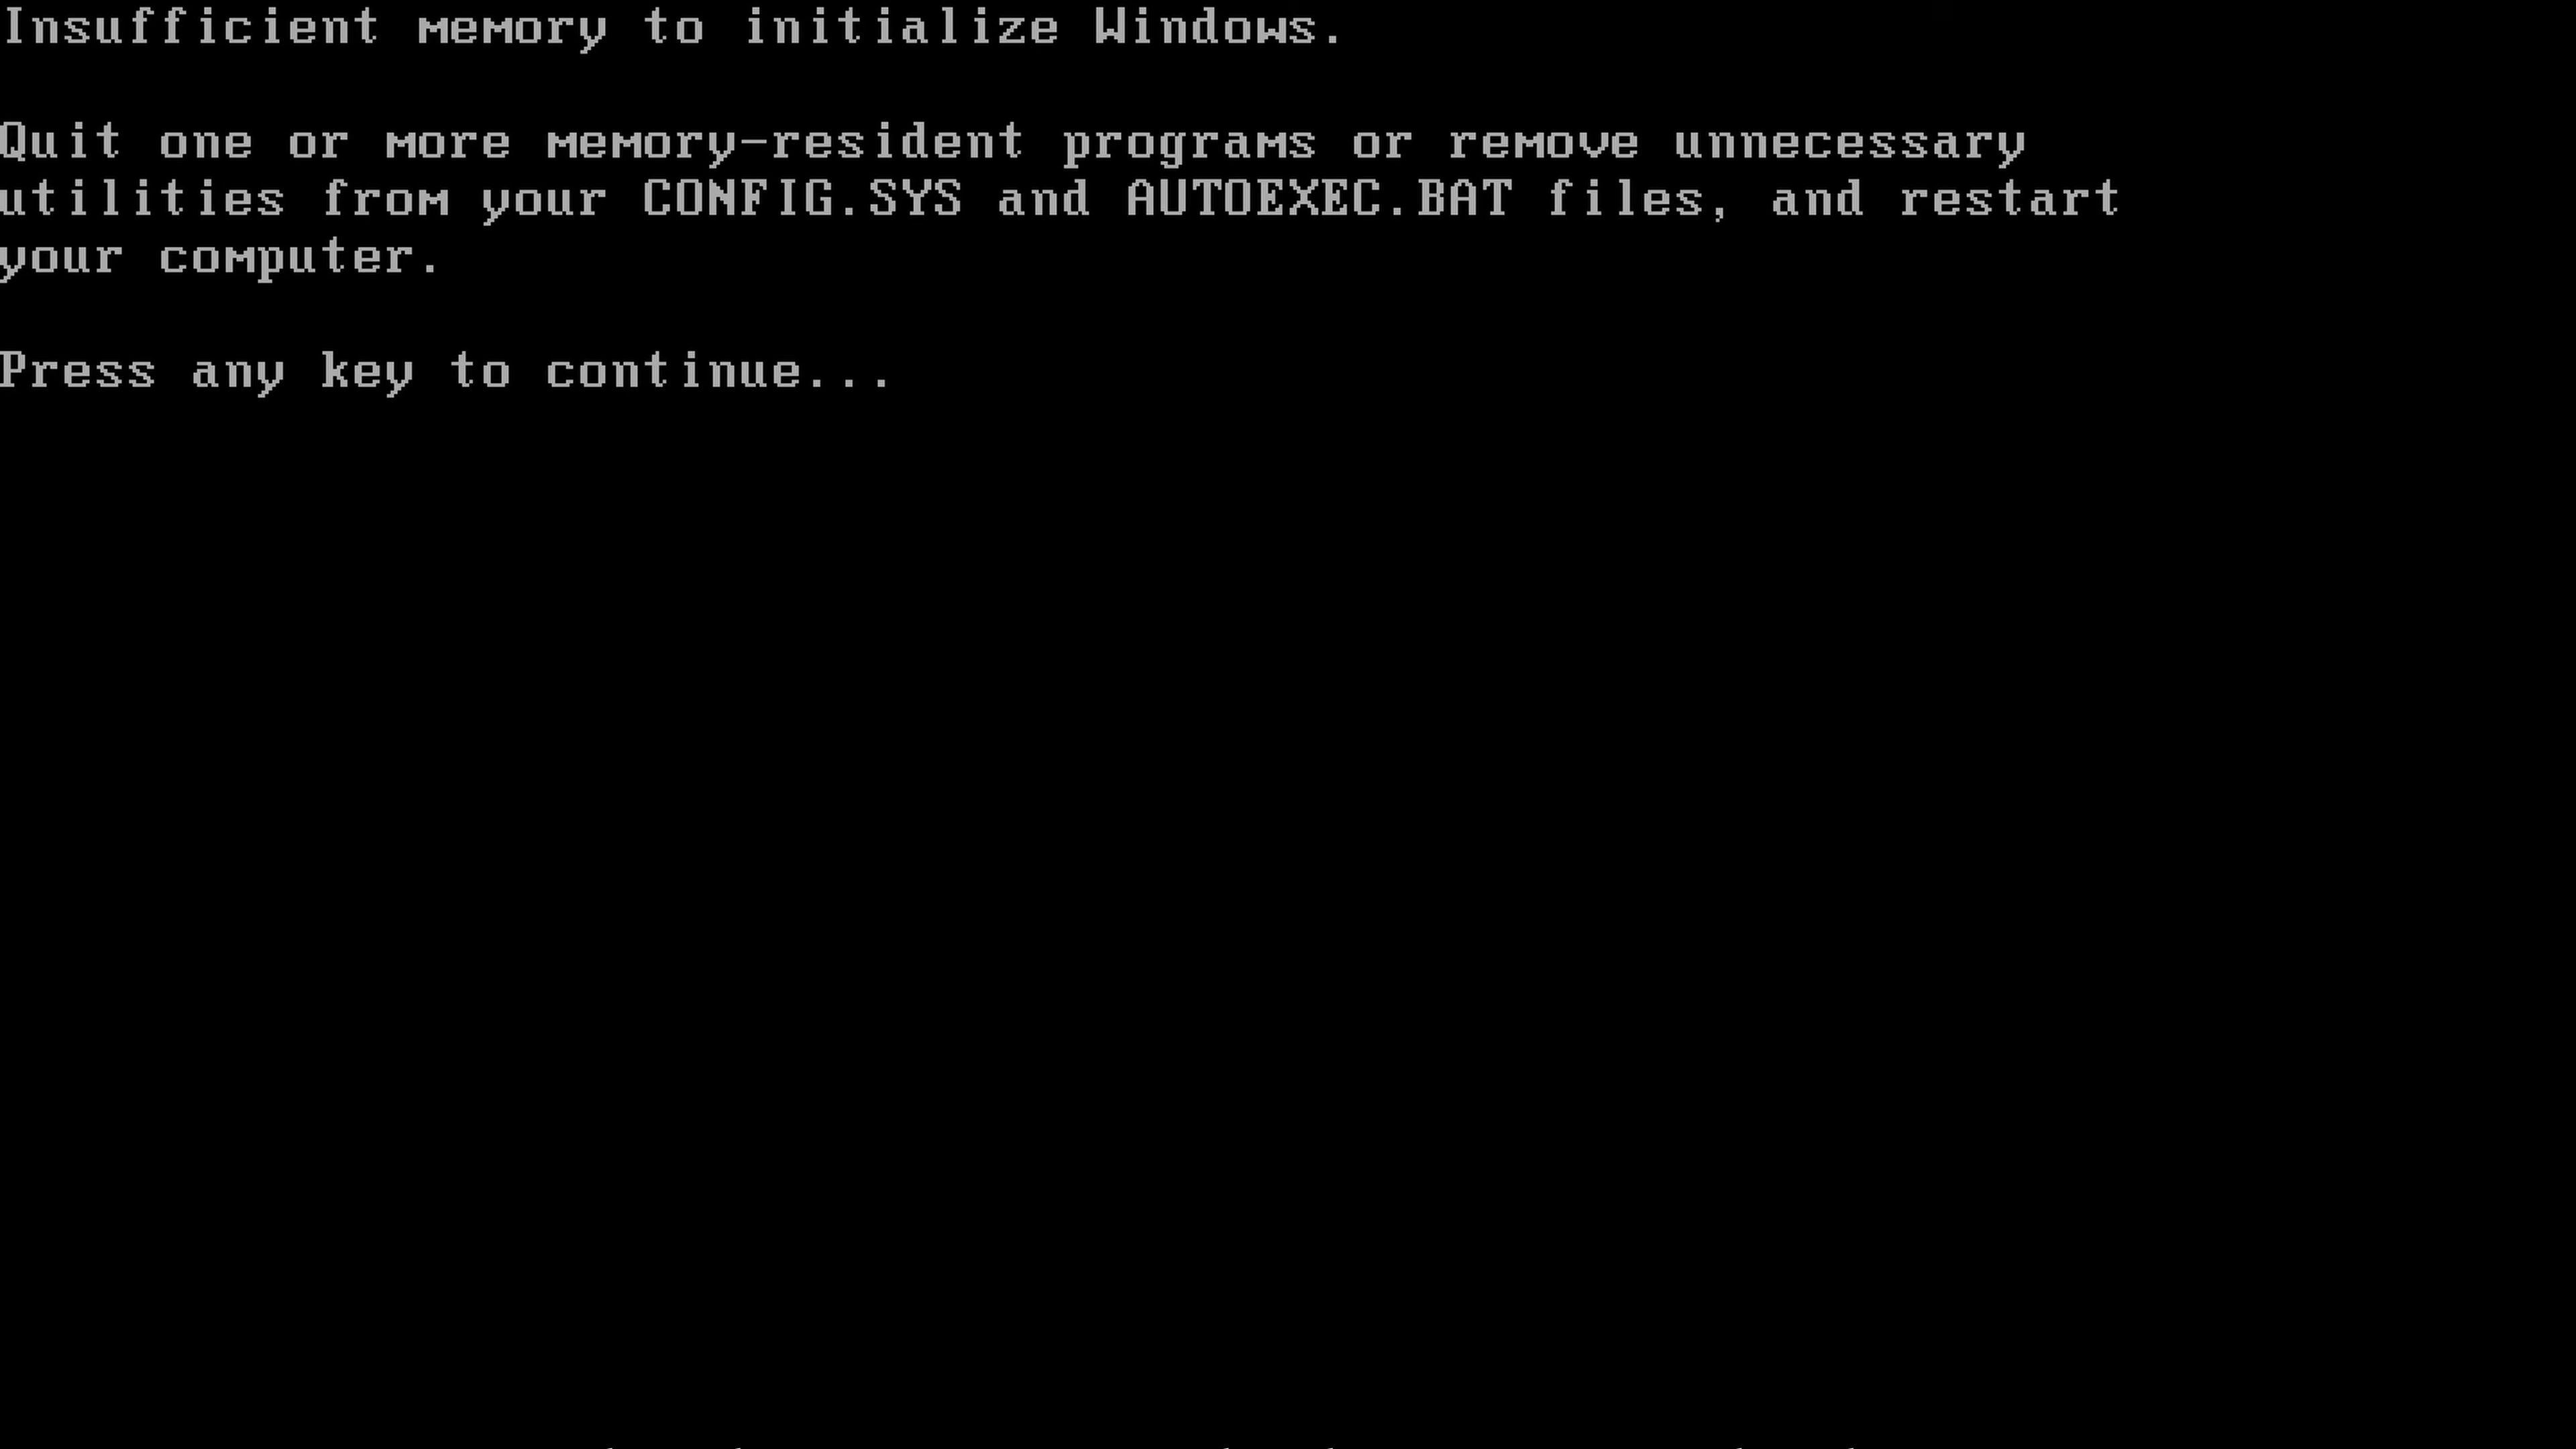 Insufficient memory to initialize Windows.
Quit one or more memory-resident programs or remove unnecessary
utilities from your CONFIG.SYS and AUTOEXEC.BAT files, and restart
your computer.
Press any key to continue...